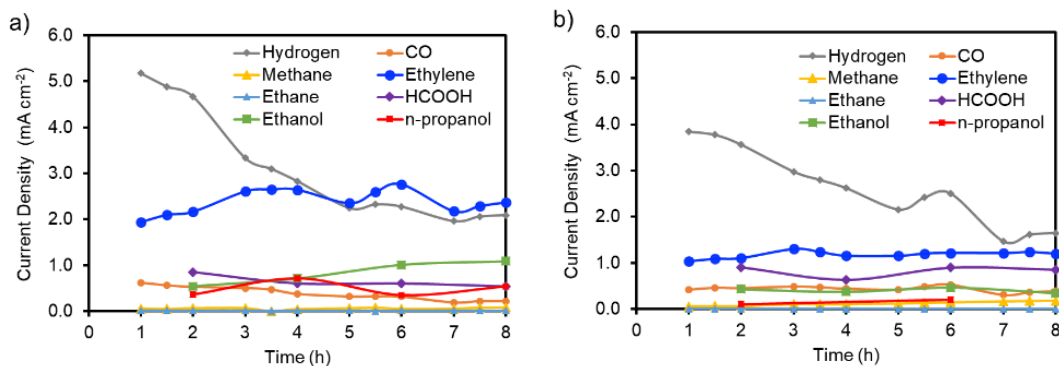 a)
6.0
5.0
4.0
3.0
2.0
1.0
0.0
Current Density (mA cm⁻²)
Hydrogen CO
Methane Ethylene
Ethane HCOOH
Ethanol n-propanol
0 1 2 3 4 5 6 7 8
Time (h)
b)
6.0
5.0
4.0
3.0
2.0
1.0
0.0
Current Density (mA cm⁻²)
Hydrogen CO
Methane Ethylene
Ethane HCOOH
Ethanol n-propanol
0 1 2 3 4 5 6 7 8
Time (h)